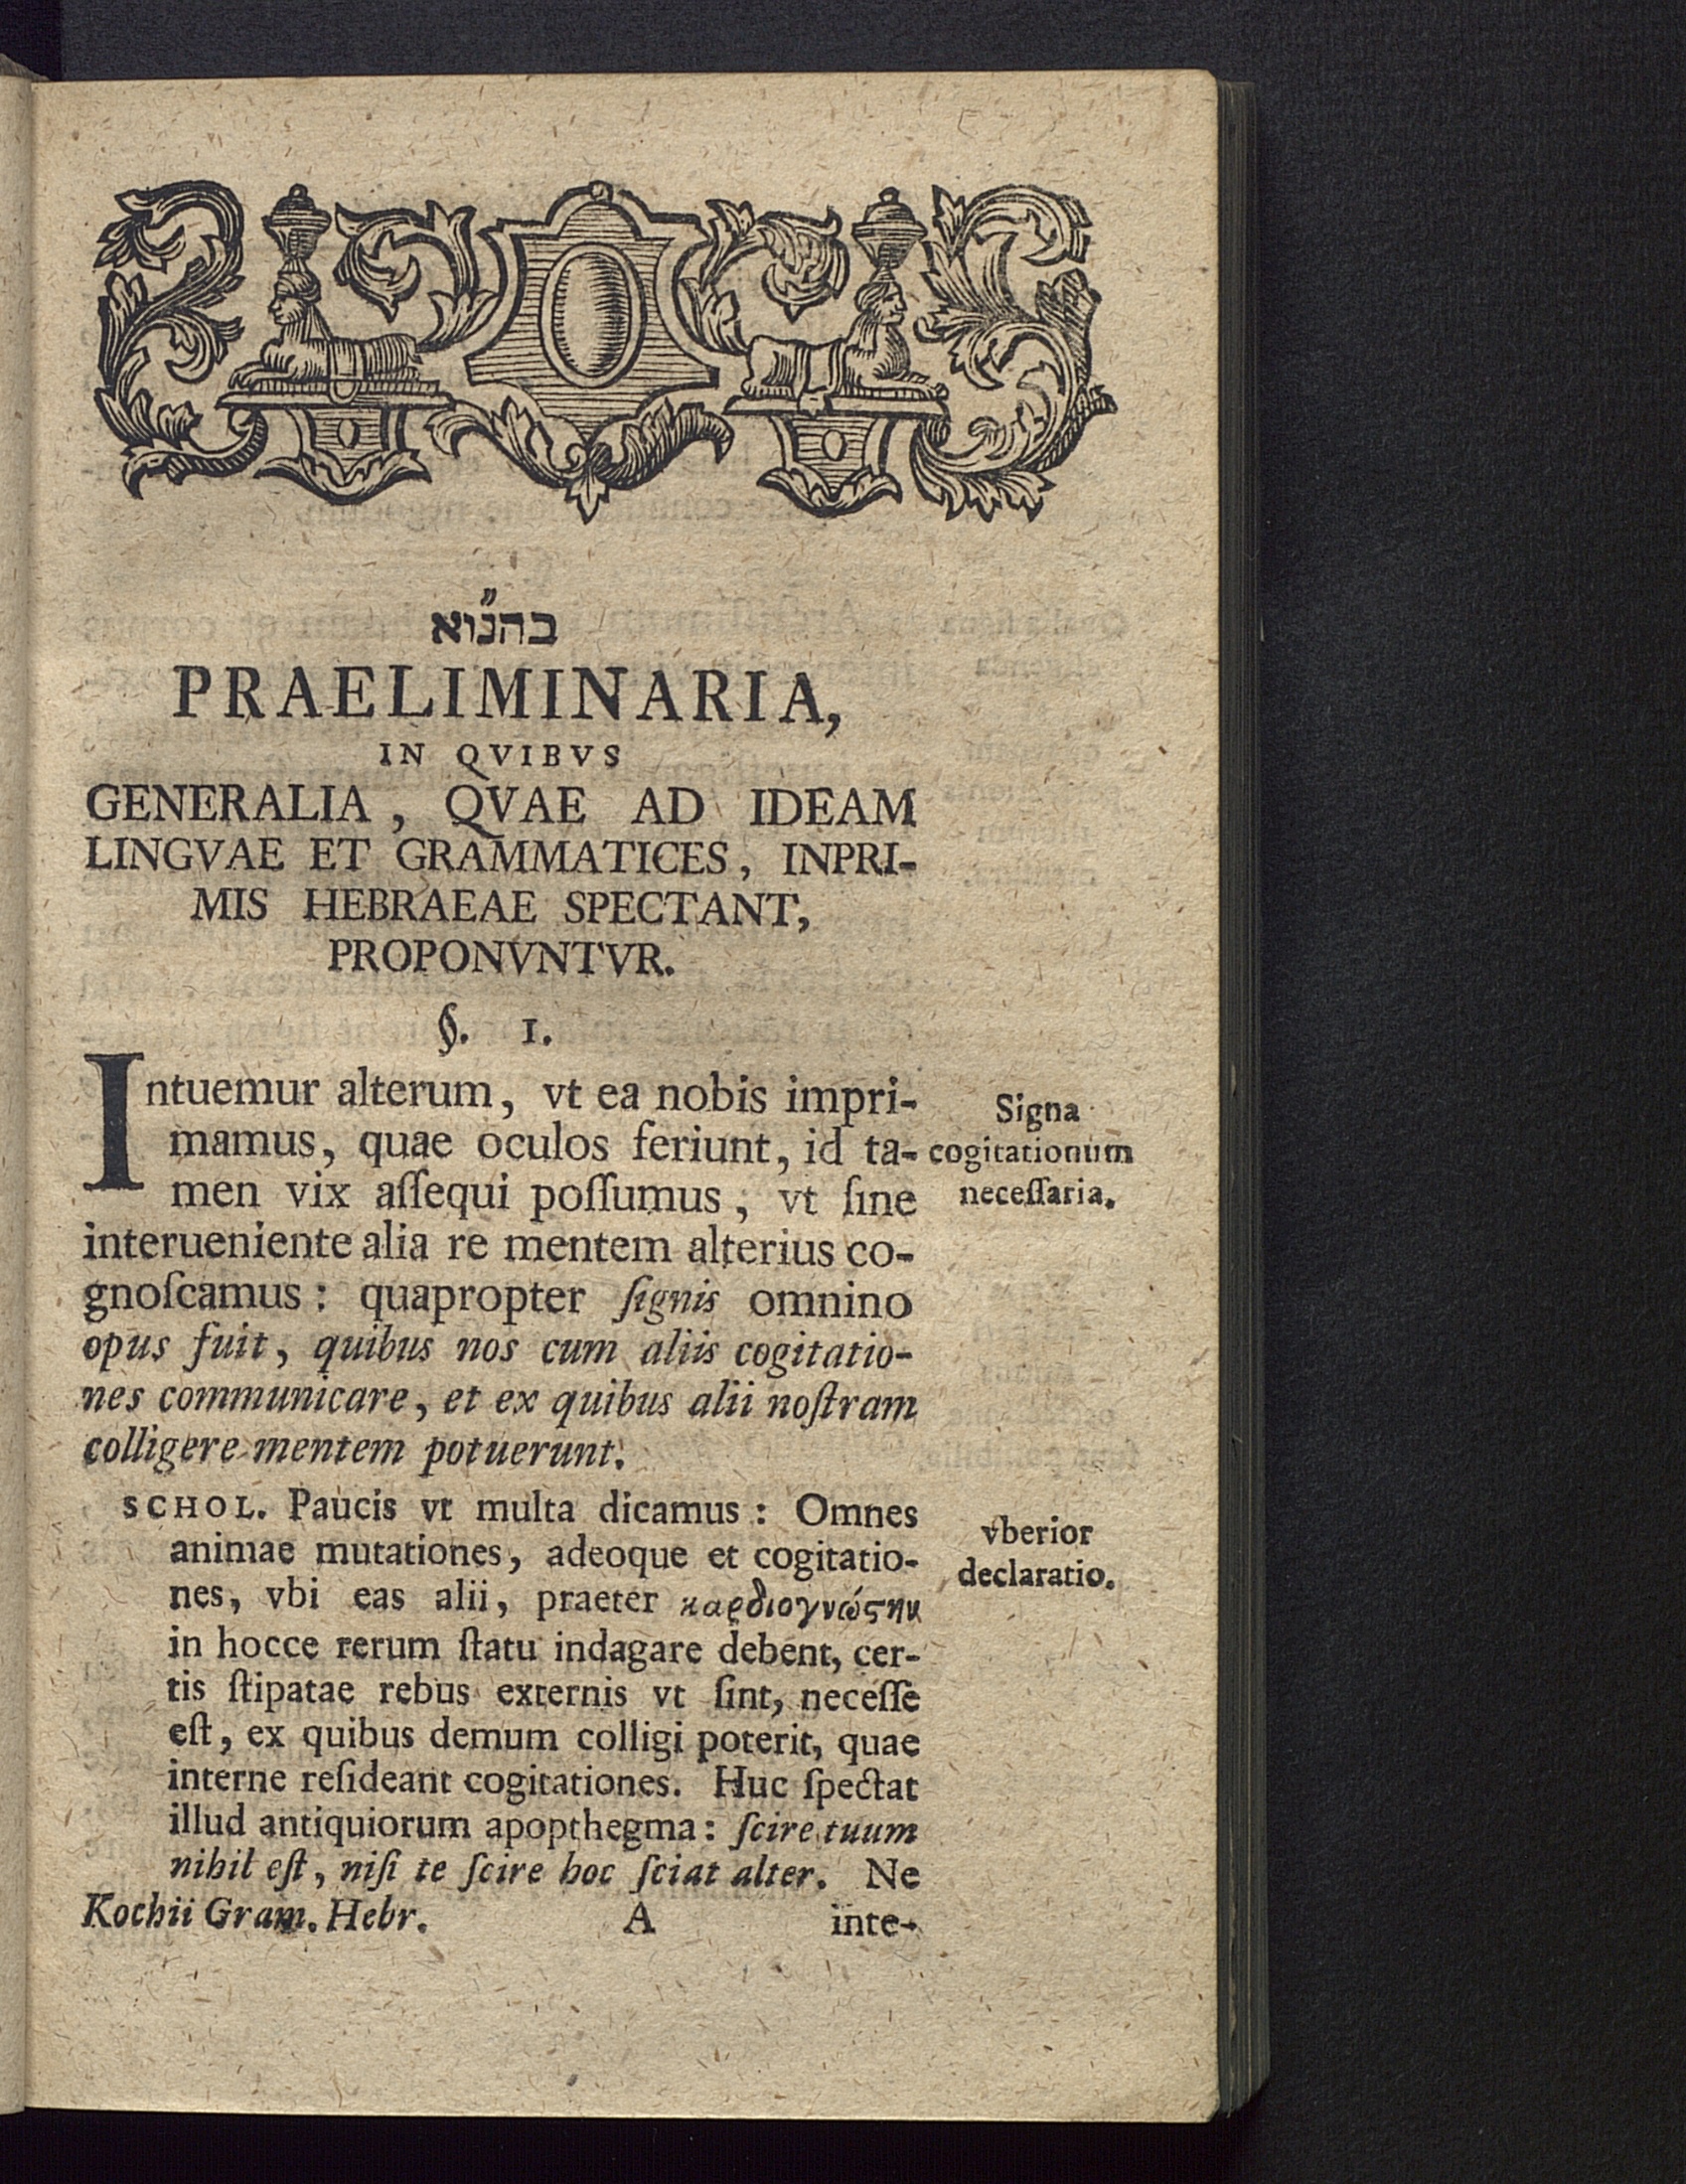 בהנ״וא
PRAELIMINARIA,
IN QVIBVS
GENERALIA, QVAE AD IDEAM
LINGVAE ET GRAMMATICES, INPRI-
MIS HEBRAEAE SPECTANT,
PROPONVNTVR.
§. 1.
Intuemur alterum, vt ea nobis impri-
mamus, quae oculos feriunt, id ta-
men vix aſſequi poſſumus, vt ſine
interueniente alia re mentem alterius co-
gnoſcamus: quapropter ſignis omnino
opus fuit, quibus nos cum aliis cogitatio-
nes communicare, et ex quibus alii noſtram
colligere mentem potuerunt.
Signa
cogitationum
neceſſaria.
SCHOL. Paucis vt multa dicamus: Omnes
animae mutationes, adeoque et cogitatio-
nes, vbi eas alii, praeter καρδιογνώϛην
in hocce rerum ſtatu indagare debent, cer-
tis ſtipatae rebus externis vt ſint, neceſſe
eſt, ex quibus demum colligi poterit, quae
interne reſideant cogitationes. Huc ſpectat
illud antiquiorum apopthegma: ſcire tuum
nihil eſt, niſi te ſcire hoc ſciat alter. Ne
vberior
declaratio.
Kochii Gram. Hebr. A inte-